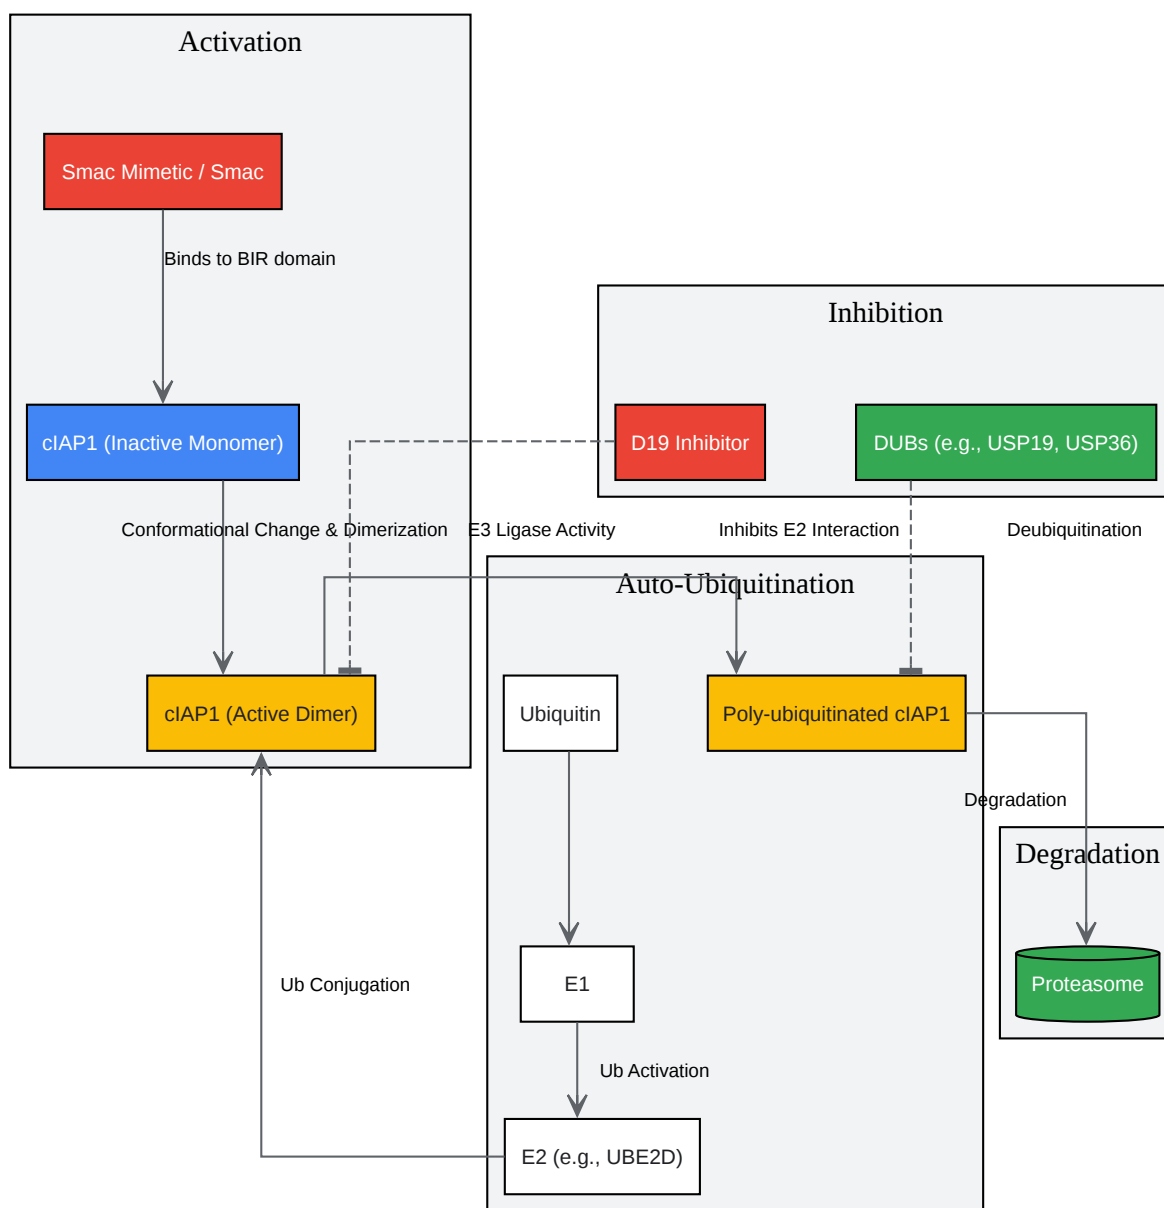 Activation
Smac Mimetic / Smac
Binds to BIR domain
Inhibition
cIAP1 (Inactive Monomer)
D19 Inhibitor
DUBs (e.g., USP19, USP36)
Conformational Change & Dimerization
E3 Ligase Activity
Inhibits E2 Interaction
Deubiquitination
Auto-Ubiquitination
cIAP1 (Active Dimer)
Ubiquitin
Poly-ubiquitinated cIAP1
Degradation
Degradation
E1
Proteasome
Ub Conjugation
Ub Activation
E2 (e.g., UBE2D)